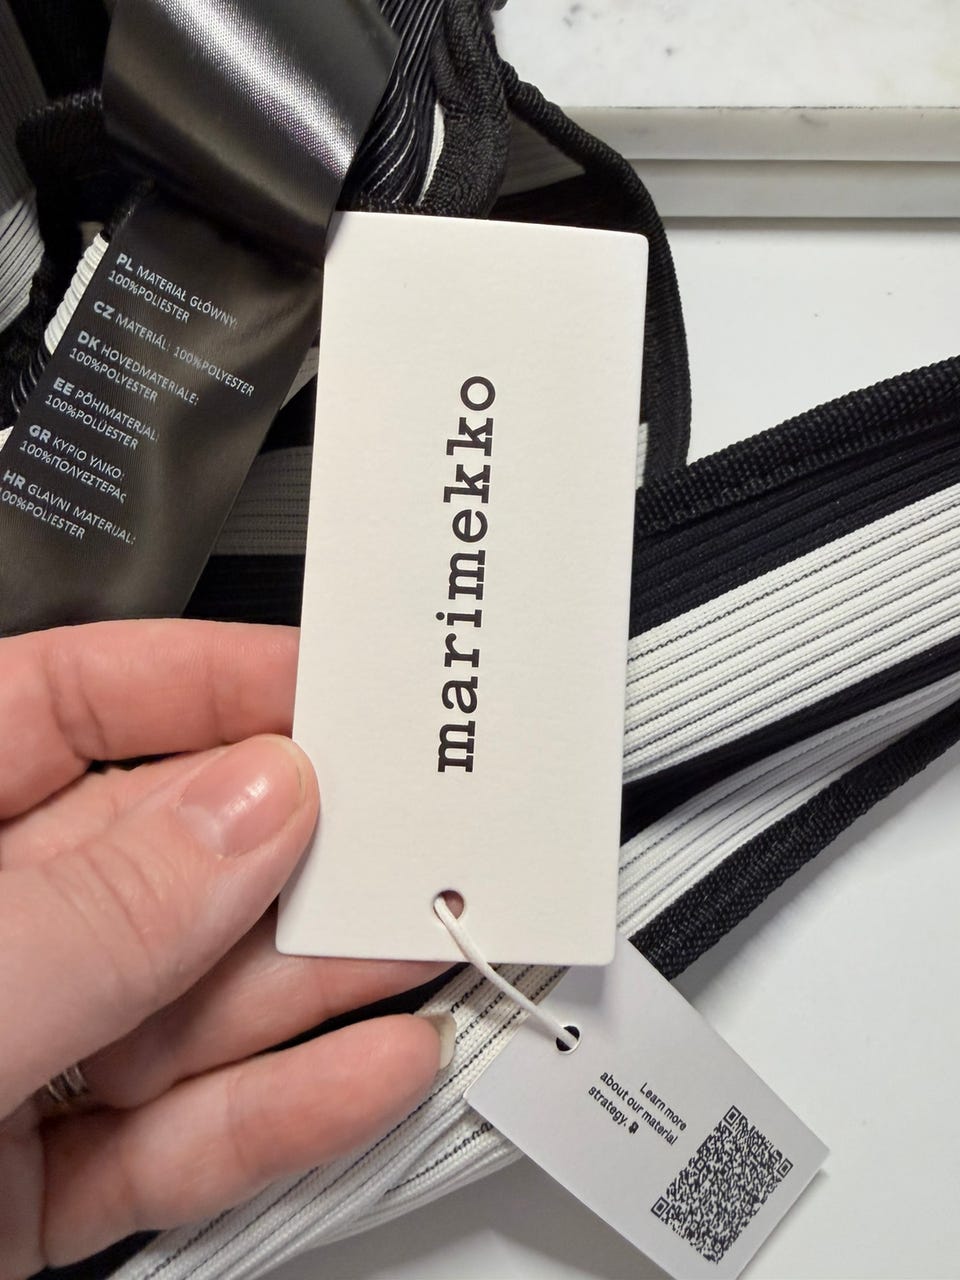 PL MATERIAŁ GŁÓWNY:
100%POLIESTER
CZ MATERIÁL: 100%POLYESTER
DK HOVEDMATERIALE:
100%POLYESTER
EE PÕHIMATERJAL:
100%POLÜESTER
GR ΚΥΡΙΟ ΥΛΙΚΟ:
100%ΠΟΛΥΕΣΤΕΡΑς
HR GLAVNI MATERIJAL:
100%POLIESTER
marimekko
Learn more
about our material
strategy.